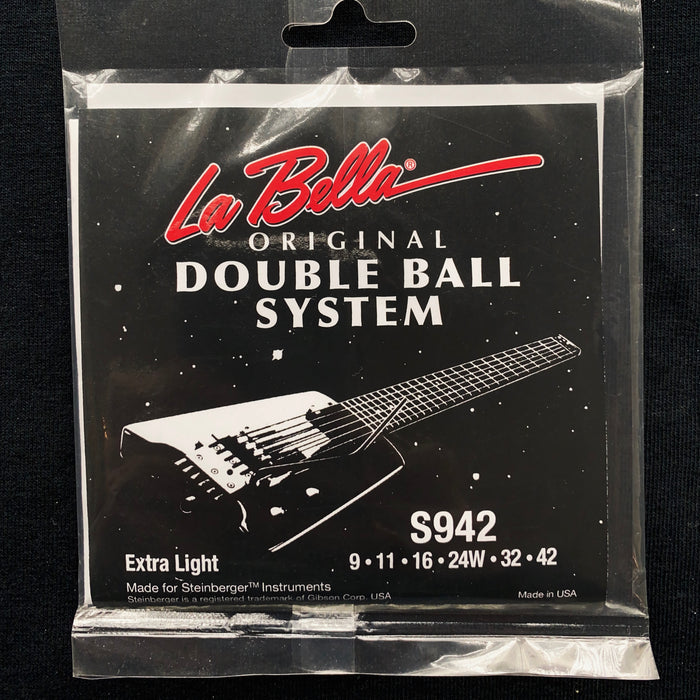 La Bella®
ORIGINAL
DOUBLE BALL
SYSTEM
S942
Extra Light
9 • 11 • 16 • 24W • 32 • 42
Made for Steinberger™ Instruments
Steinberger is a registered trademark of Gibson Corp. USA
Made in USA